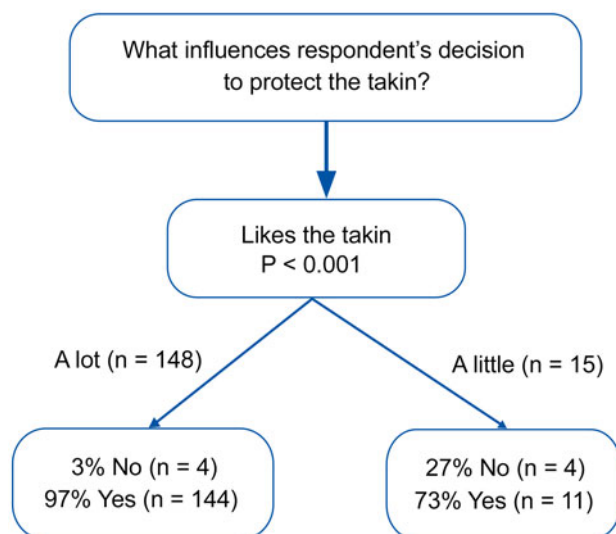 What influences respondent’s decision
to protect the takin?
Likes the takin
P < 0.001
A lot (n = 148)
A little (n = 15)
3% No (n = 4)
97% Yes (n = 144)
27% No (n = 4)
73% Yes (n = 11)